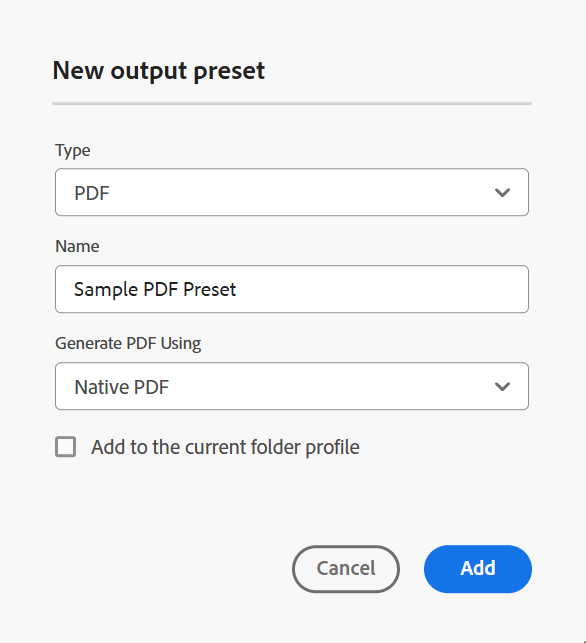 New output preset
Type
PDF
Name
Sample PDF Preset
Generate PDF Using
Native PDF
Add to the current folder profile
Cancel Add